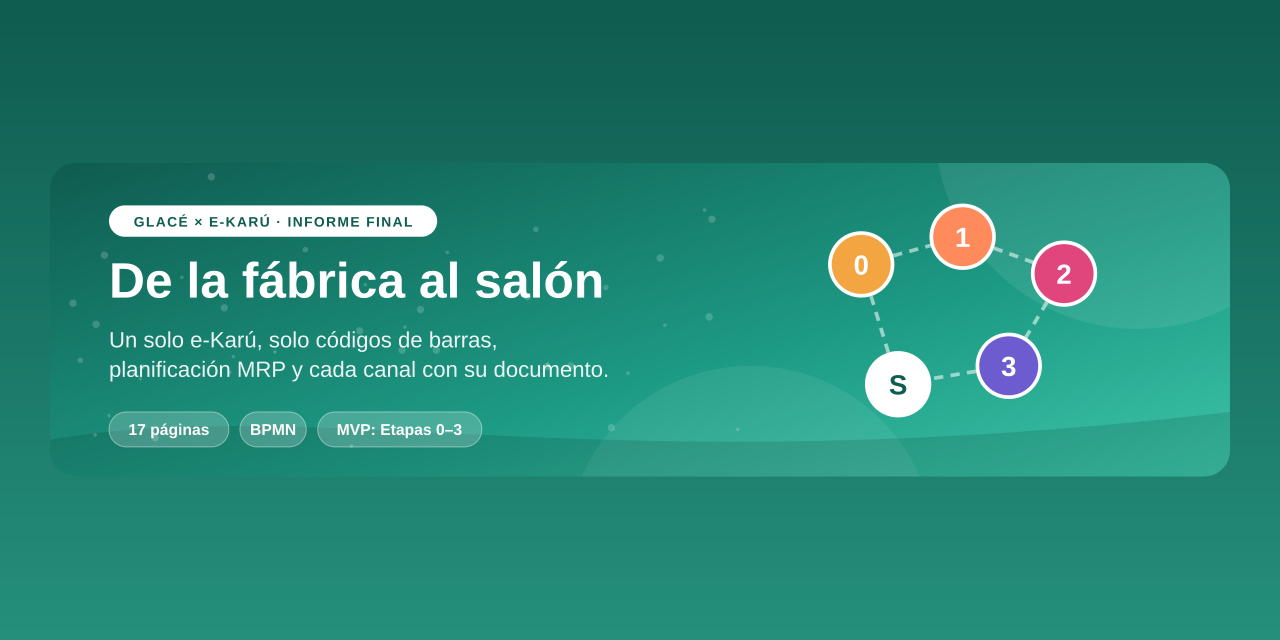 GLACÉ × E-KARÚ · INFORME FINAL
De la fábrica al salón
Un solo e-Karú, solo códigos de barras,
planificación MRP y cada canal con su documento.
17 páginas
BPMN
MVP: Etapas 0–3
0
1
2
3
S